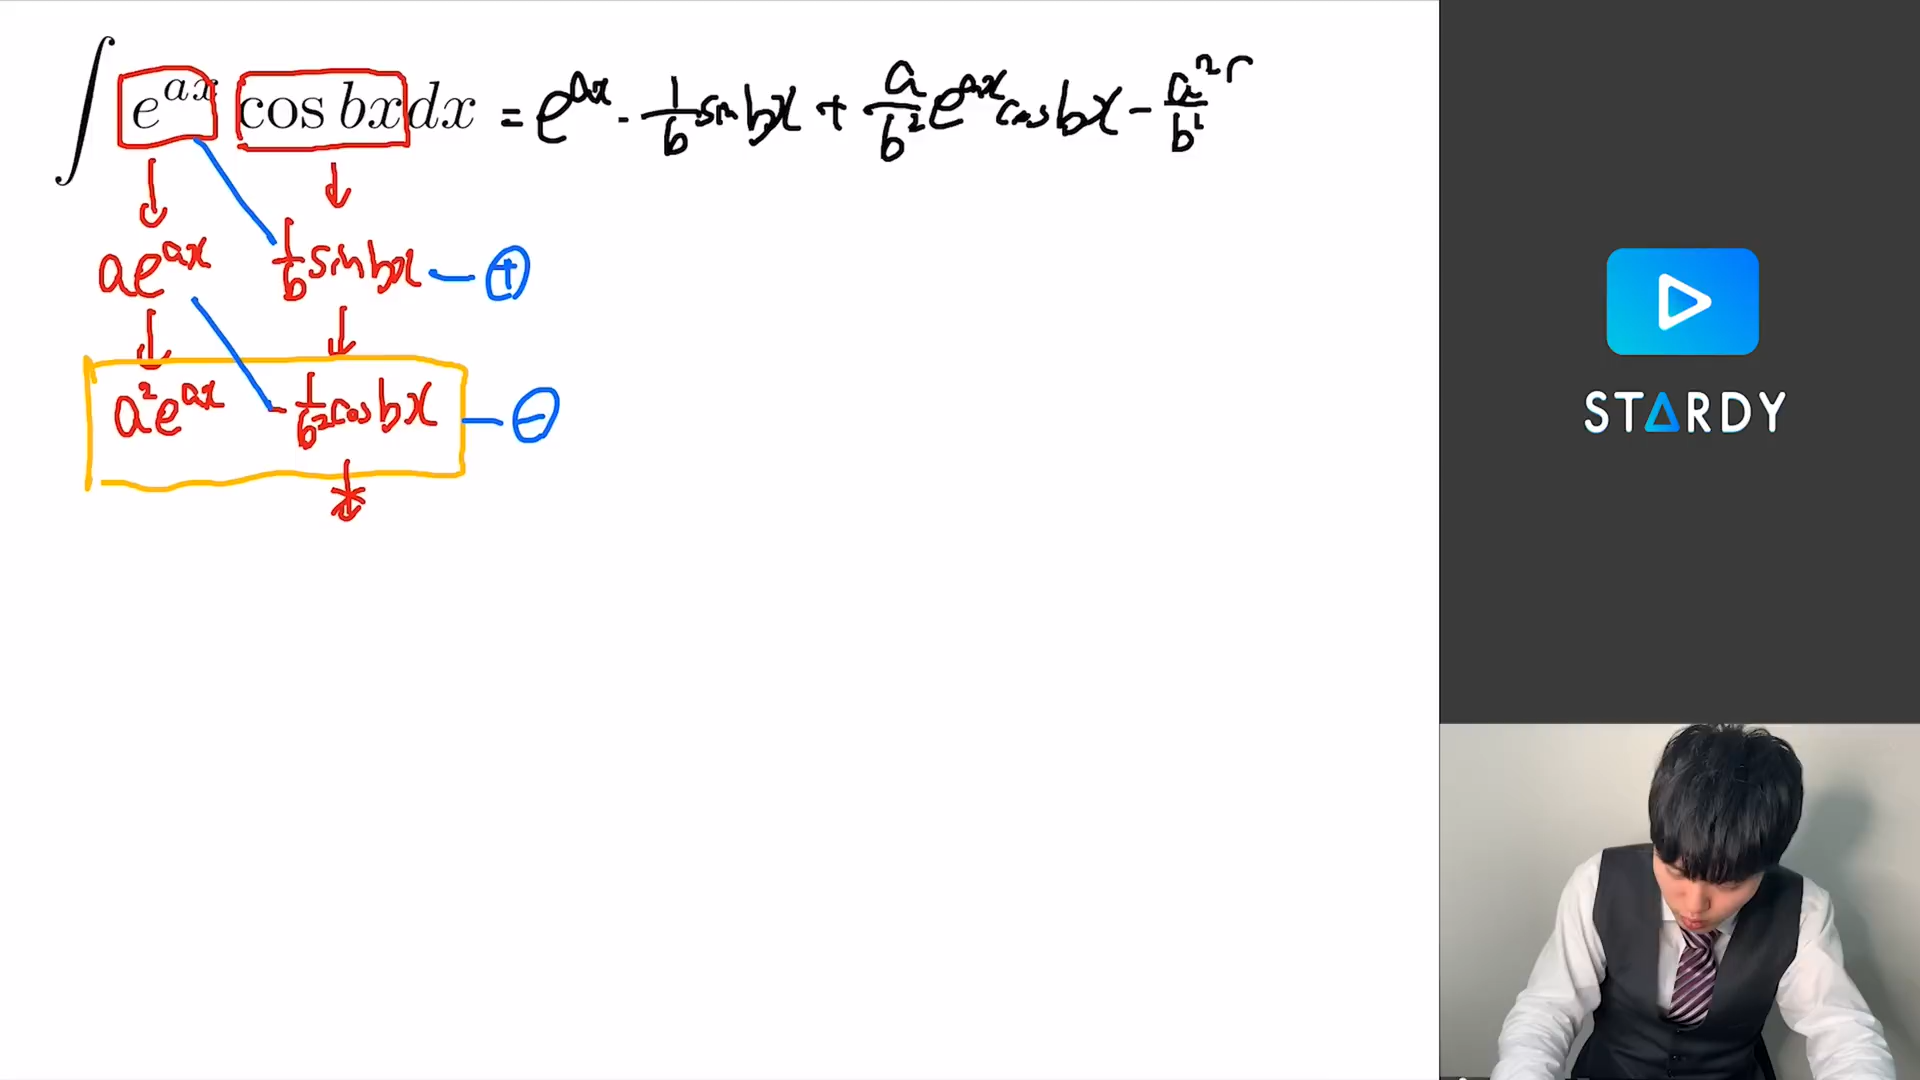 ∫ e^{ax} cos bx dx = e^{ax} · 1/b sin bx + a/b² e^{ax} cos bx − a²/b² ∫
ae^{ax} 1/b sin bx — ⊕
a²e^{ax} − 1/b² cos bx — ⊖
STARDY